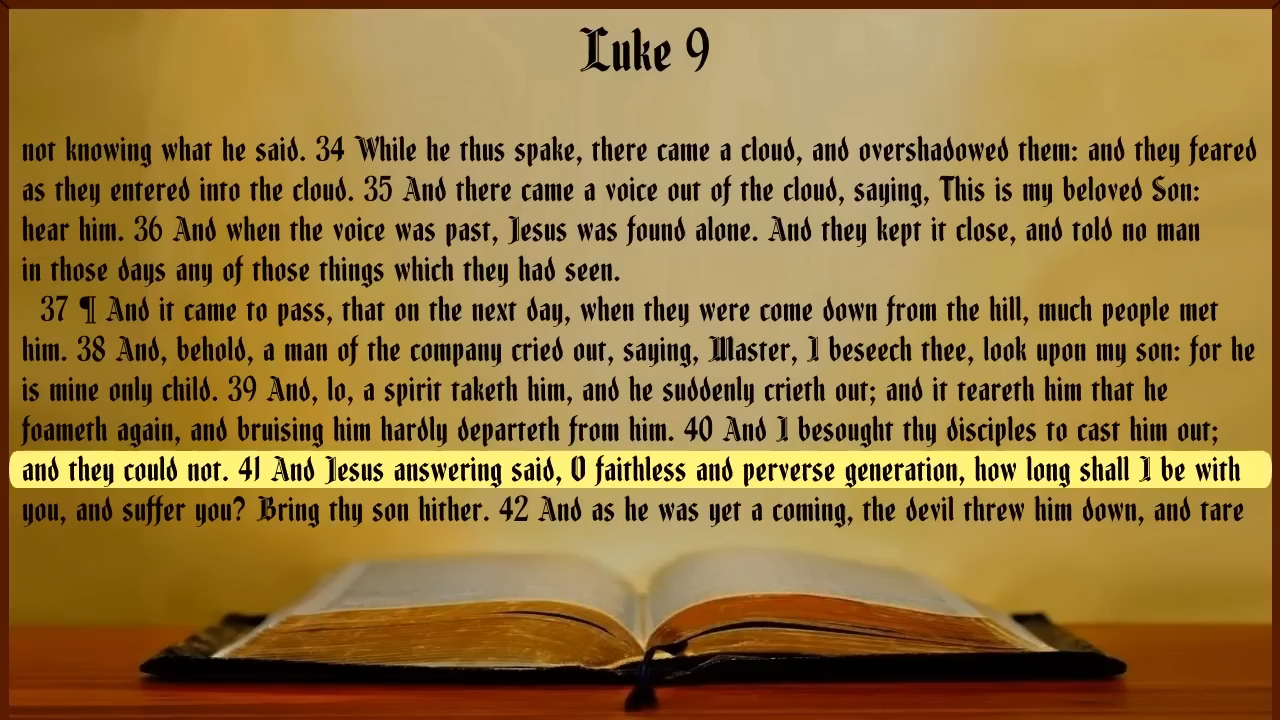 Luke 9
not knowing what he said. 34 While he thus spake, there came a cloud, and overshadowed them: and they feared
as they entered into the cloud. 35 And there came a voice out of the cloud, saying, This is my beloved Son:
hear him. 36 And when the voice was past, Jesus was found alone. And they kept it close, and told no man
in those days any of those things which they had seen.
37 ¶ And it came to pass, that on the next day, when they were come down from the hill, much people met
him. 38 And, behold, a man of the company cried out, saying, Master, I beseech thee, look upon my son: for he
is mine only child. 39 And, lo, a spirit taketh him, and he suddenly crieth out; and it teareth him that he
foameth again, and bruising him hardly departeth from him. 40 And I besought thy disciples to cast him out;
and they could not. 41 And Jesus answering said, O faithless and perverse generation, how long shall I be with
you, and suffer you? Bring thy son hither. 42 And as he was yet a coming, the devil threw him down, and tare